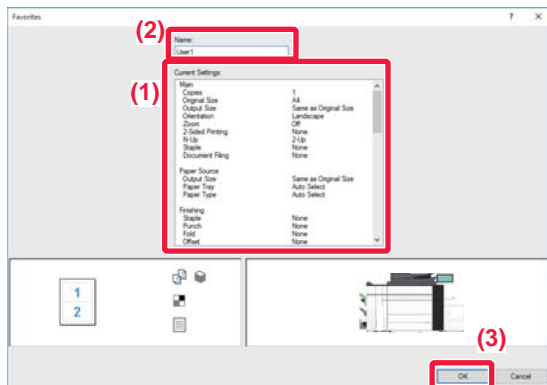 Favorites ? X
(2)
Name:
User1
(1)
Current Settings:
Main
Copies 1
Original Size A4
Output Size Same as Original Size
Orientation Landscape
Zoom Off
2-Sided Printing None
N-Up 2-Up
Staple None
Document Filing None
Paper Source
Output Size Same as Original Size
Paper Tray Auto Select
Paper Type Auto Select
Finishing
Staple None
Punch None
Fold None
Offset None
1
2
(3)
OK Cancel